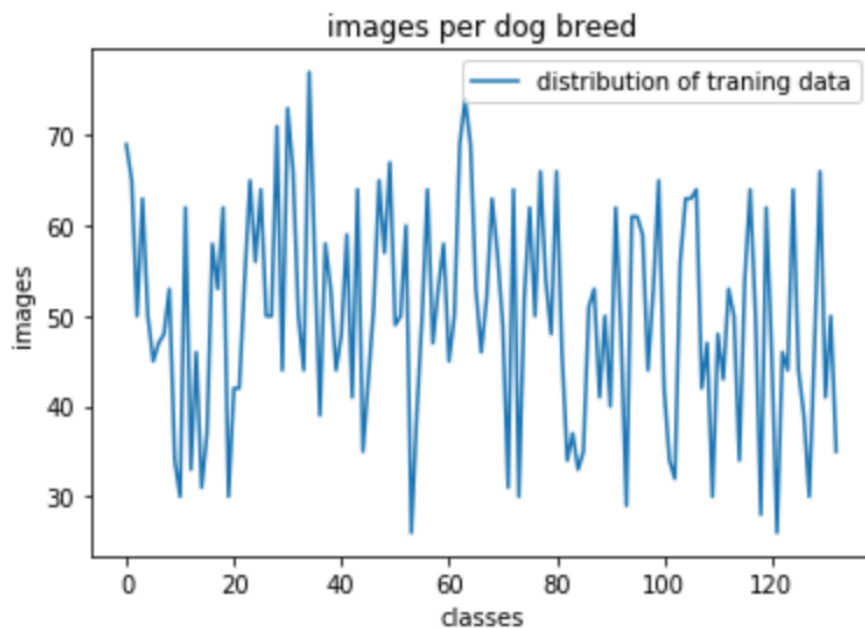 images per dog breed
distribution of traning data
70
60
50
40
30
images
0 20 40 60 80 100 120
classes